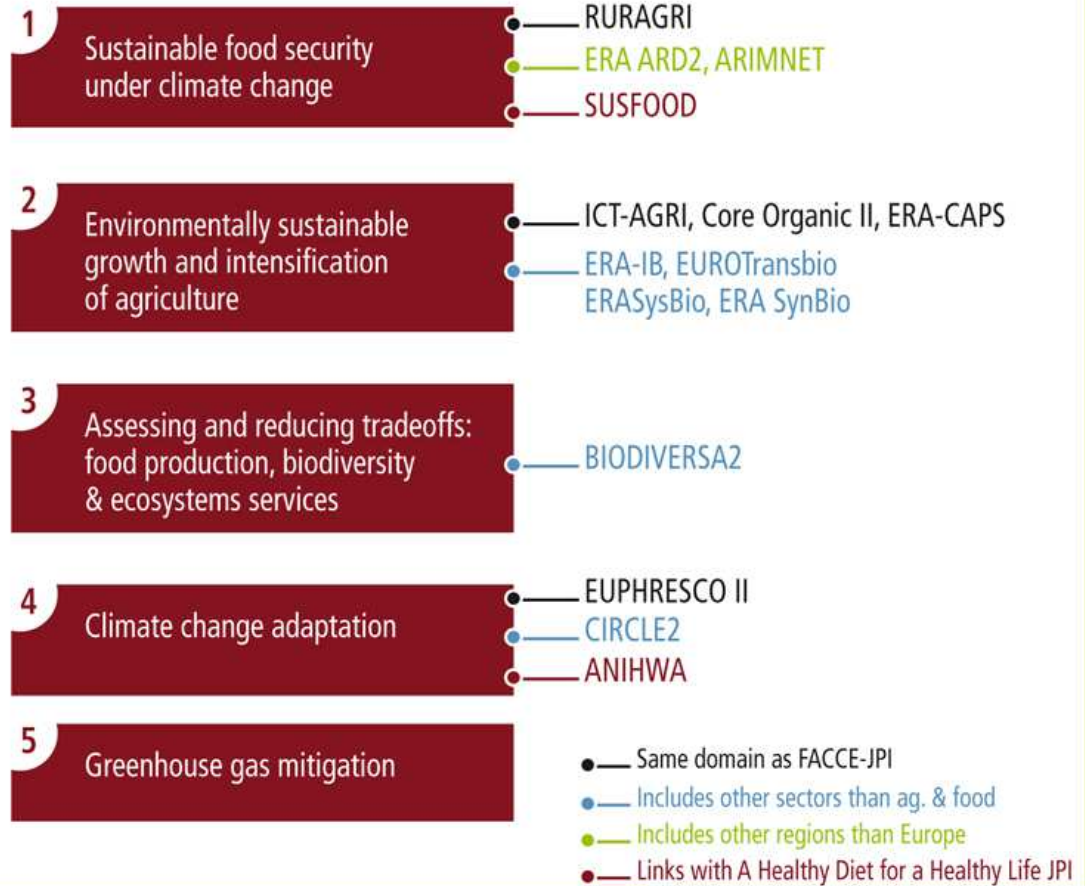 1
Sustainable food security
under climate change
RURAGRI
ERA ARD2, ARIMNET
SUSFOOD
2
Environmentally sustainable
growth and intensification
of agriculture
ICT-AGRI, Core Organic II, ERA-CAPS
ERA-IB, EUROTransbio
ERASysBio, ERA SynBio
3
Assessing and reducing tradeoffs:
food production, biodiversity
& ecosystems services
BIODIVERSA2
4
Climate change adaptation
EUPHRESCO II
CIRCLE2
ANIHWA
5
Greenhouse gas mitigation
Same domain as FACCE-JPI
Includes other sectors than ag. & food
Includes other regions than Europe
Links with A Healthy Diet for a Healthy Life JPI